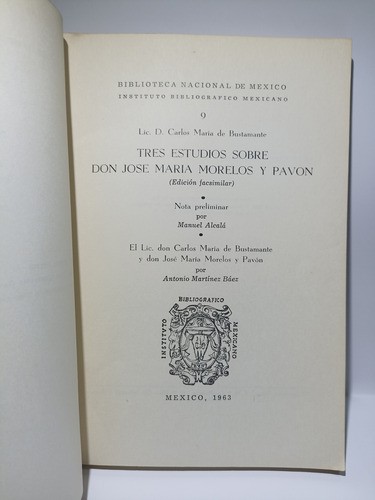 BIBLIOTECA NACIONAL DE MEXICO
INSTITUTO BIBLIOGRAFICO MEXICANO
9
Lic. D. Carlos María de Bustamante
TRES ESTUDIOS SOBRE
DON JOSE MARIA MORELOS Y PAVON
(Edición facsimilar)
Nota preliminar
por
Manuel Alcalá
El Lic. don Carlos María de Bustamante
y don José María Morelos y Pavón
por
Antonio Martínez Báez
INSTITUTO
BIBLIOGRAFICO
MEXICANO
MEXICO, 1963